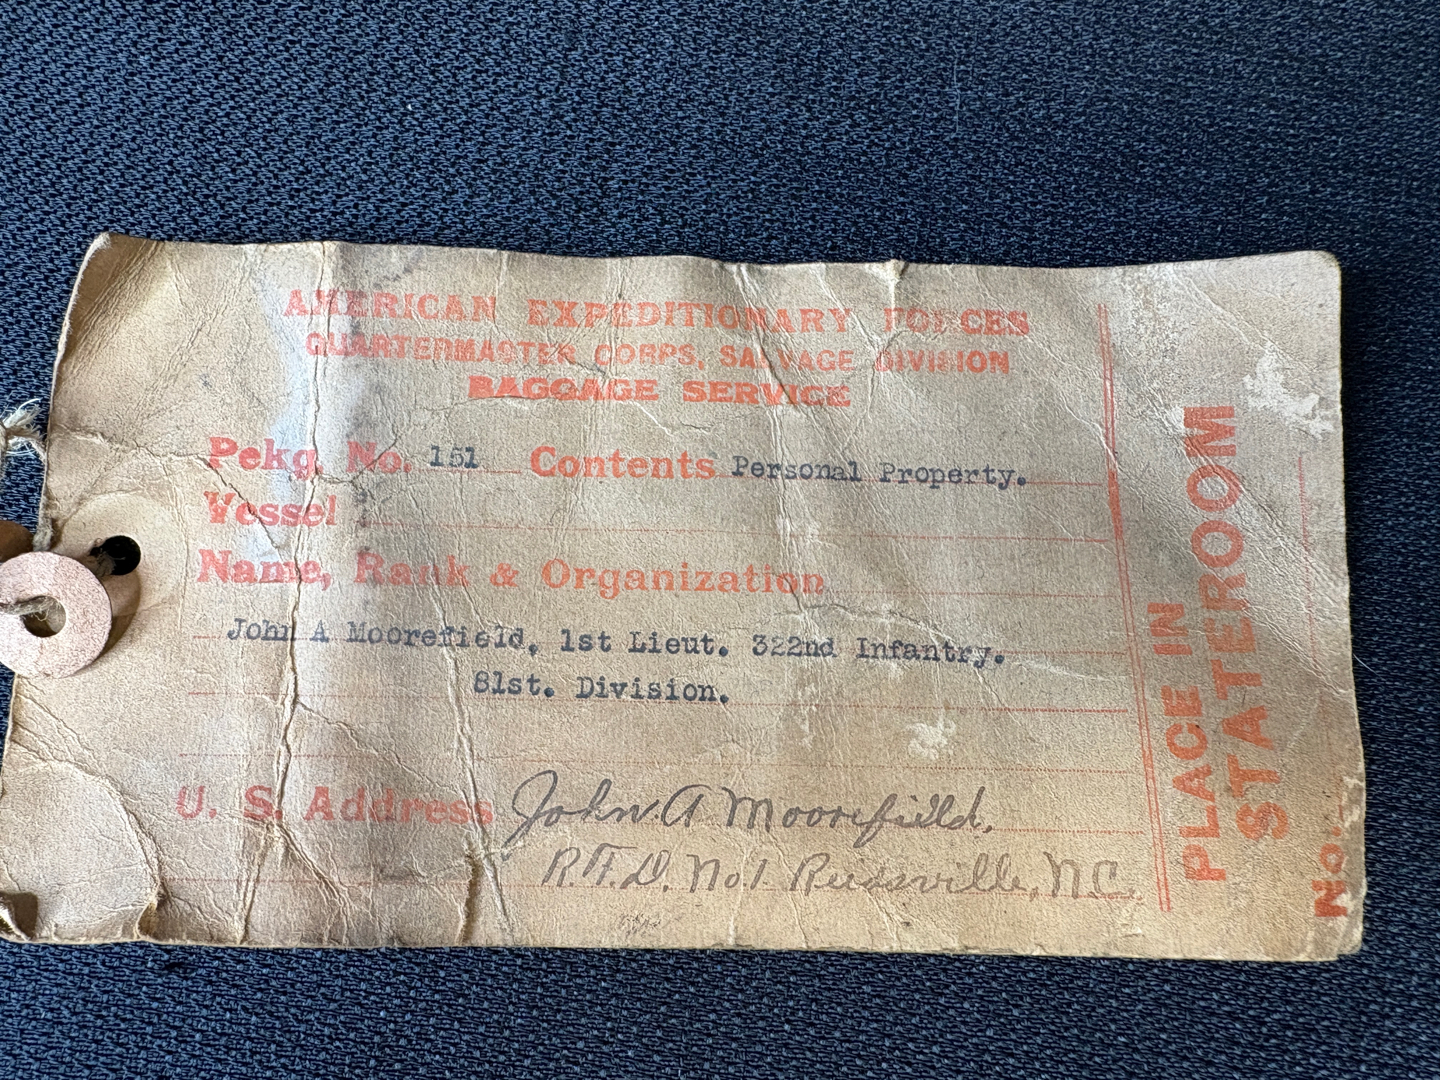 AMERICAN EXPEDITIONARY FORCES
QUARTERMASTER CORPS, SALVAGE DIVISION
BAGGAGE SERVICE
Pckg. No. 151 Contents Personal Property.
Vessel :
Name, Rank & Organization
John A Moorefield, 1st Lieut. 322nd Infantry.
81st. Division.
U. S. Address John. A Moorefield,
R.F.D. No.1 Reidsville, N.C.
PLACE IN
STATEROOM
No.